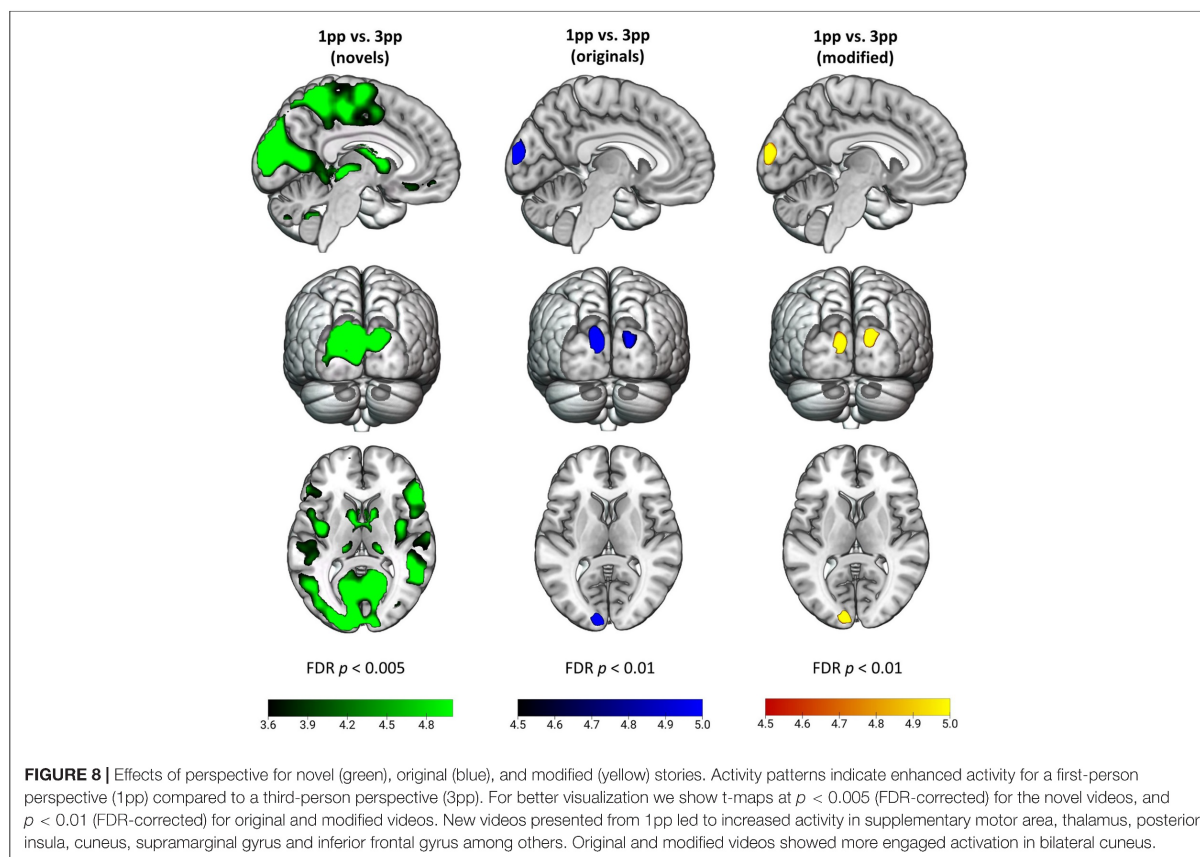 1pp vs. 3pp
(novels)
1pp vs. 3pp
(originals)
1pp vs. 3pp
(modified)
FDR p < 0.005
FDR p < 0.01
FDR p < 0.01
3.6 3.9 4.2 4.5 4.8
4.5 4.6 4.7 4.8 4.9 5.0
4.5 4.6 4.7 4.8 4.9 5.0
FIGURE 8 | Effects of perspective for novel (green), original (blue), and modified (yellow) stories. Activity patterns indicate enhanced activity for a first-person
perspective (1pp) compared to a third-person perspective (3pp). For better visualization we show t-maps at p < 0.005 (FDR-corrected) for the novel videos, and
p < 0.01 (FDR-corrected) for original and modified videos. New videos presented from 1pp led to increased activity in supplementary motor area, thalamus, posterior
insula, cuneus, supramarginal gyrus and inferior frontal gyrus among others. Original and modified videos showed more engaged activation in bilateral cuneus.